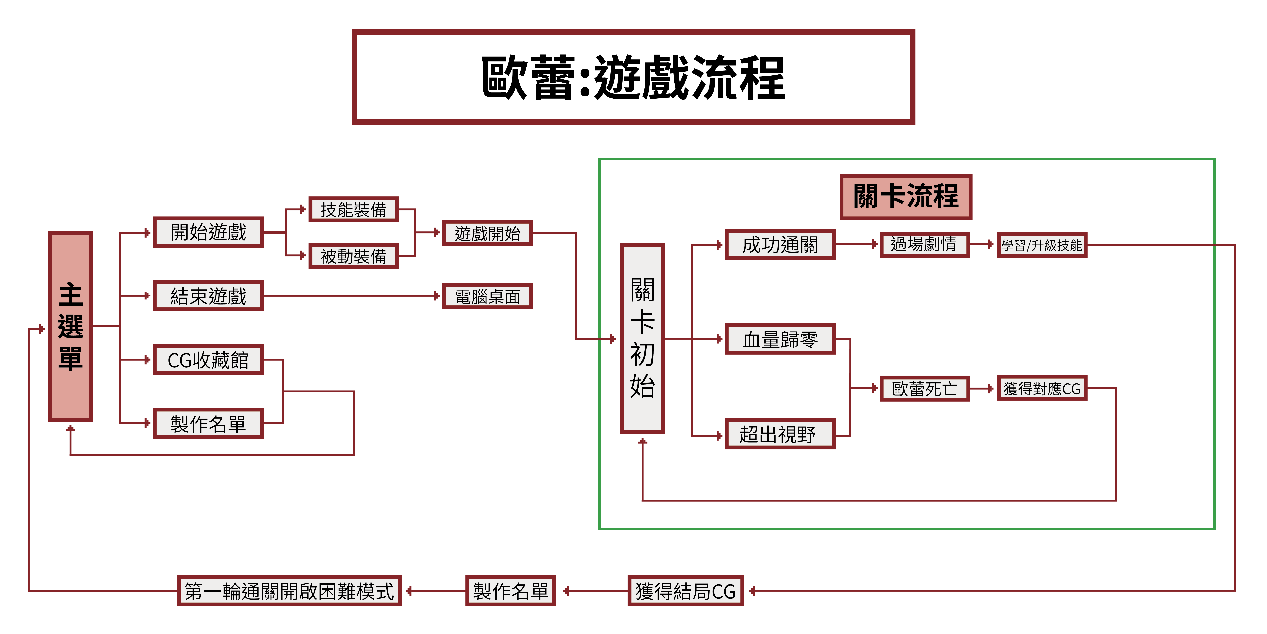 歐蕾:遊戲流程
主選單
開始遊戲
技能裝備
被動裝備
遊戲開始
結束遊戲
電腦桌面
CG收藏館
製作名單
關卡流程
關卡初始
成功通關
過場劇情
學習/升級技能
血量歸零
超出視野
歐蕾死亡
獲得對應CG
第一輪通關開啟困難模式
製作名單
獲得結局CG